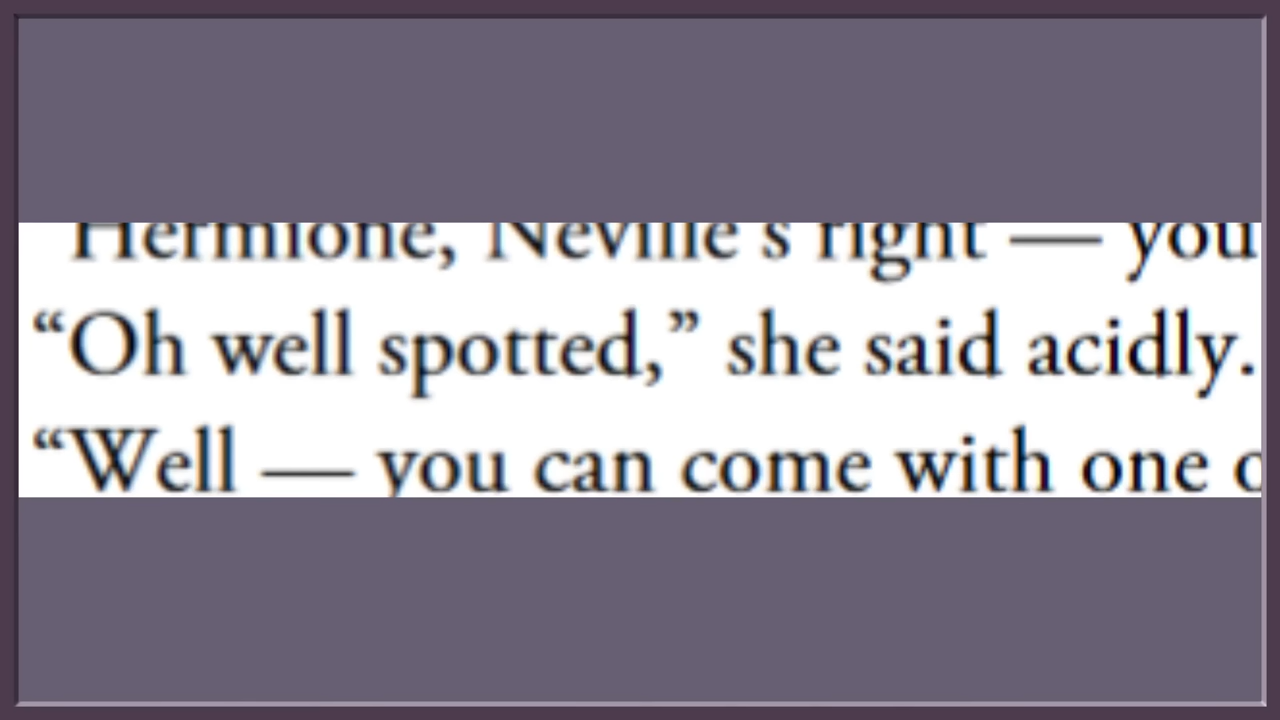 Hermione, Neville's right — you
“Oh well spotted,” she said acidly.
“Well — you can come with one